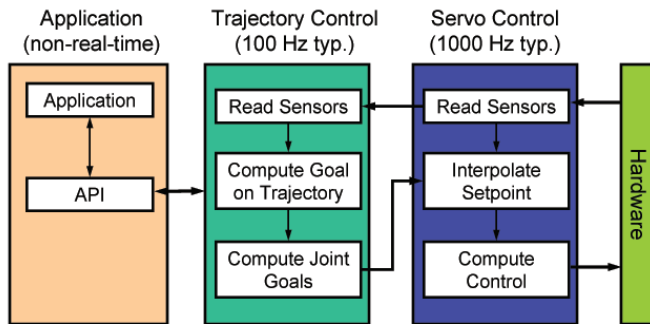 Application
(non-real-time)
Trajectory Control
(100 Hz typ.)
Servo Control
(1000 Hz typ.)
Application
API
Read Sensors
Compute Goal
on Trajectory
Compute Joint
Goals
Read Sensors
Interpolate
Setpoint
Compute
Control
Hardware